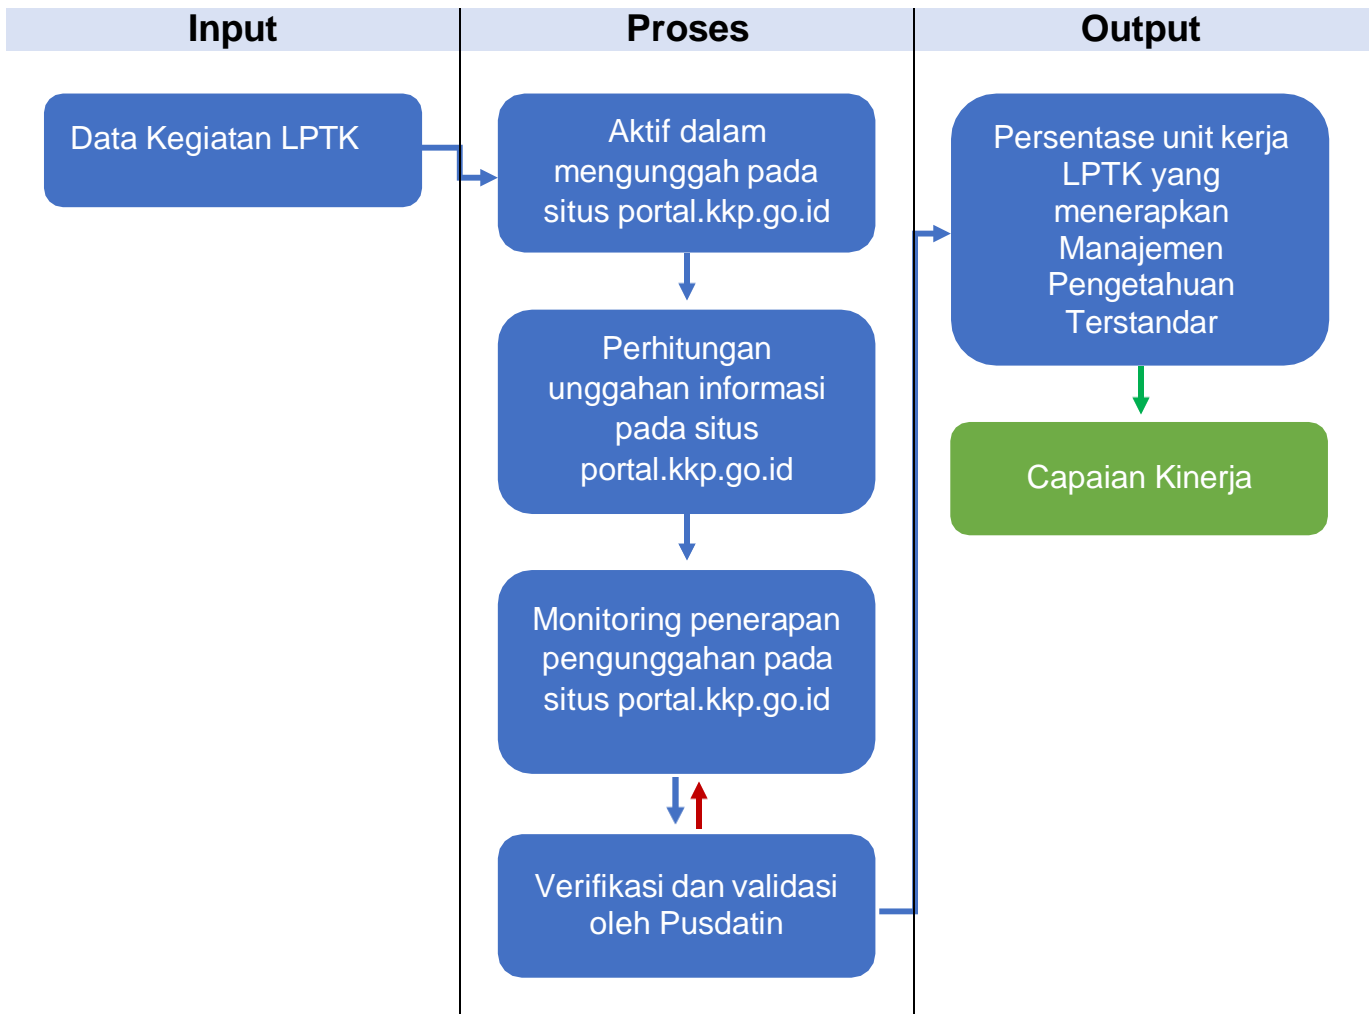 Input
Proses
Output
Data Kegiatan LPTK
Aktif dalam
mengunggah pada
situs portal.kkp.go.id
Perhitungan
unggahan informasi
pada situs
portal.kkp.go.id
Monitoring penerapan
pengunggahan pada
situs portal.kkp.go.id
Verifikasi dan validasi
oleh Pusdatin
Persentase unit kerja
LPTK yang
menerapkan
Manajemen
Pengetahuan
Terstandar
Capaian Kinerja